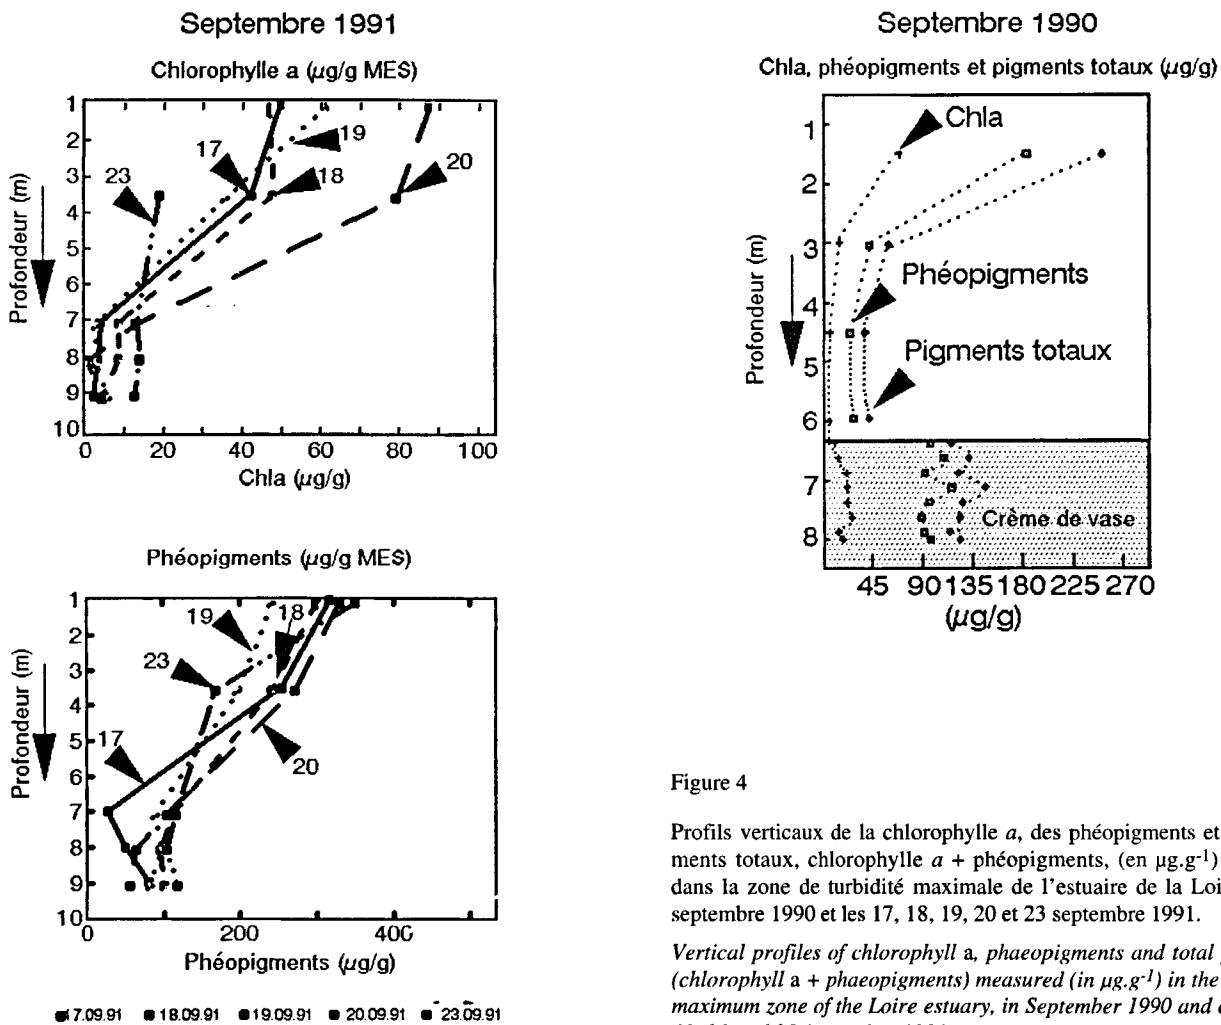 Septembre 1991
Chlorophylle a (µg/g MES)
1
2
3
4
5
6
7
8
9
10
Profondeur (m)
17
19
18
20
23
0 20 40 60 80 100
Chla (µg/g)
Phéopigments (µg/g MES)
1
2
3
4
5
6
7
8
9
10
Profondeur (m)
19
18
23
17
20
0 200 400
Phéopigments (µg/g)
17.09.91 18.09.91 19.09.91 20.09.91 23.09.91
Septembre 1990
Chla, phéopigments et pigments totaux (µg/g)
1
2
3
4
5
6
7
8
Profondeur (m)
Chla
Phéopigments
Pigments totaux
Crème de vase
45 90 135 180 225 270
(µg/g)
Figure 4
Profils verticaux de la chlorophylle a, des phéopigments et
ments totaux, chlorophylle a + phéopigments, (en µg.g-1)
dans la zone de turbidité maximale de l'estuaire de la Loi
septembre 1990 et les 17, 18, 19, 20 et 23 septembre 1991.
Vertical profiles of chlorophyll a, phaeopigments and total
(chlorophyll a + phaeopigments) measured (in µg.g-1) in the
maximum zone of the Loire estuary, in September 1990 and